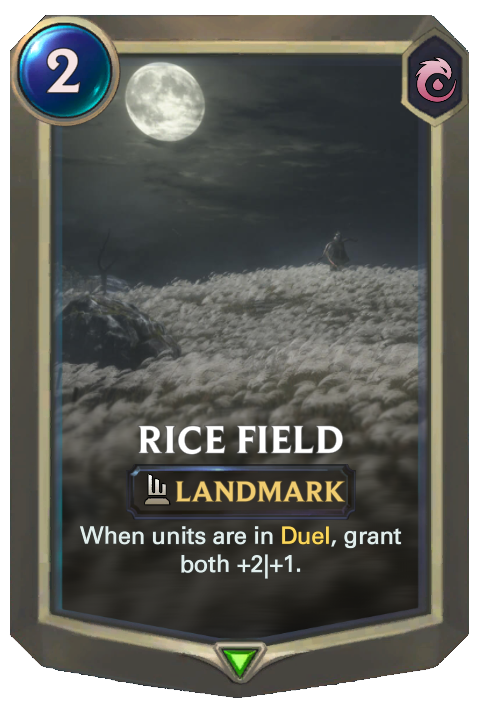 2
RICE FIELD
LANDMARK
When units are in Duel, grant
both +2|+1.